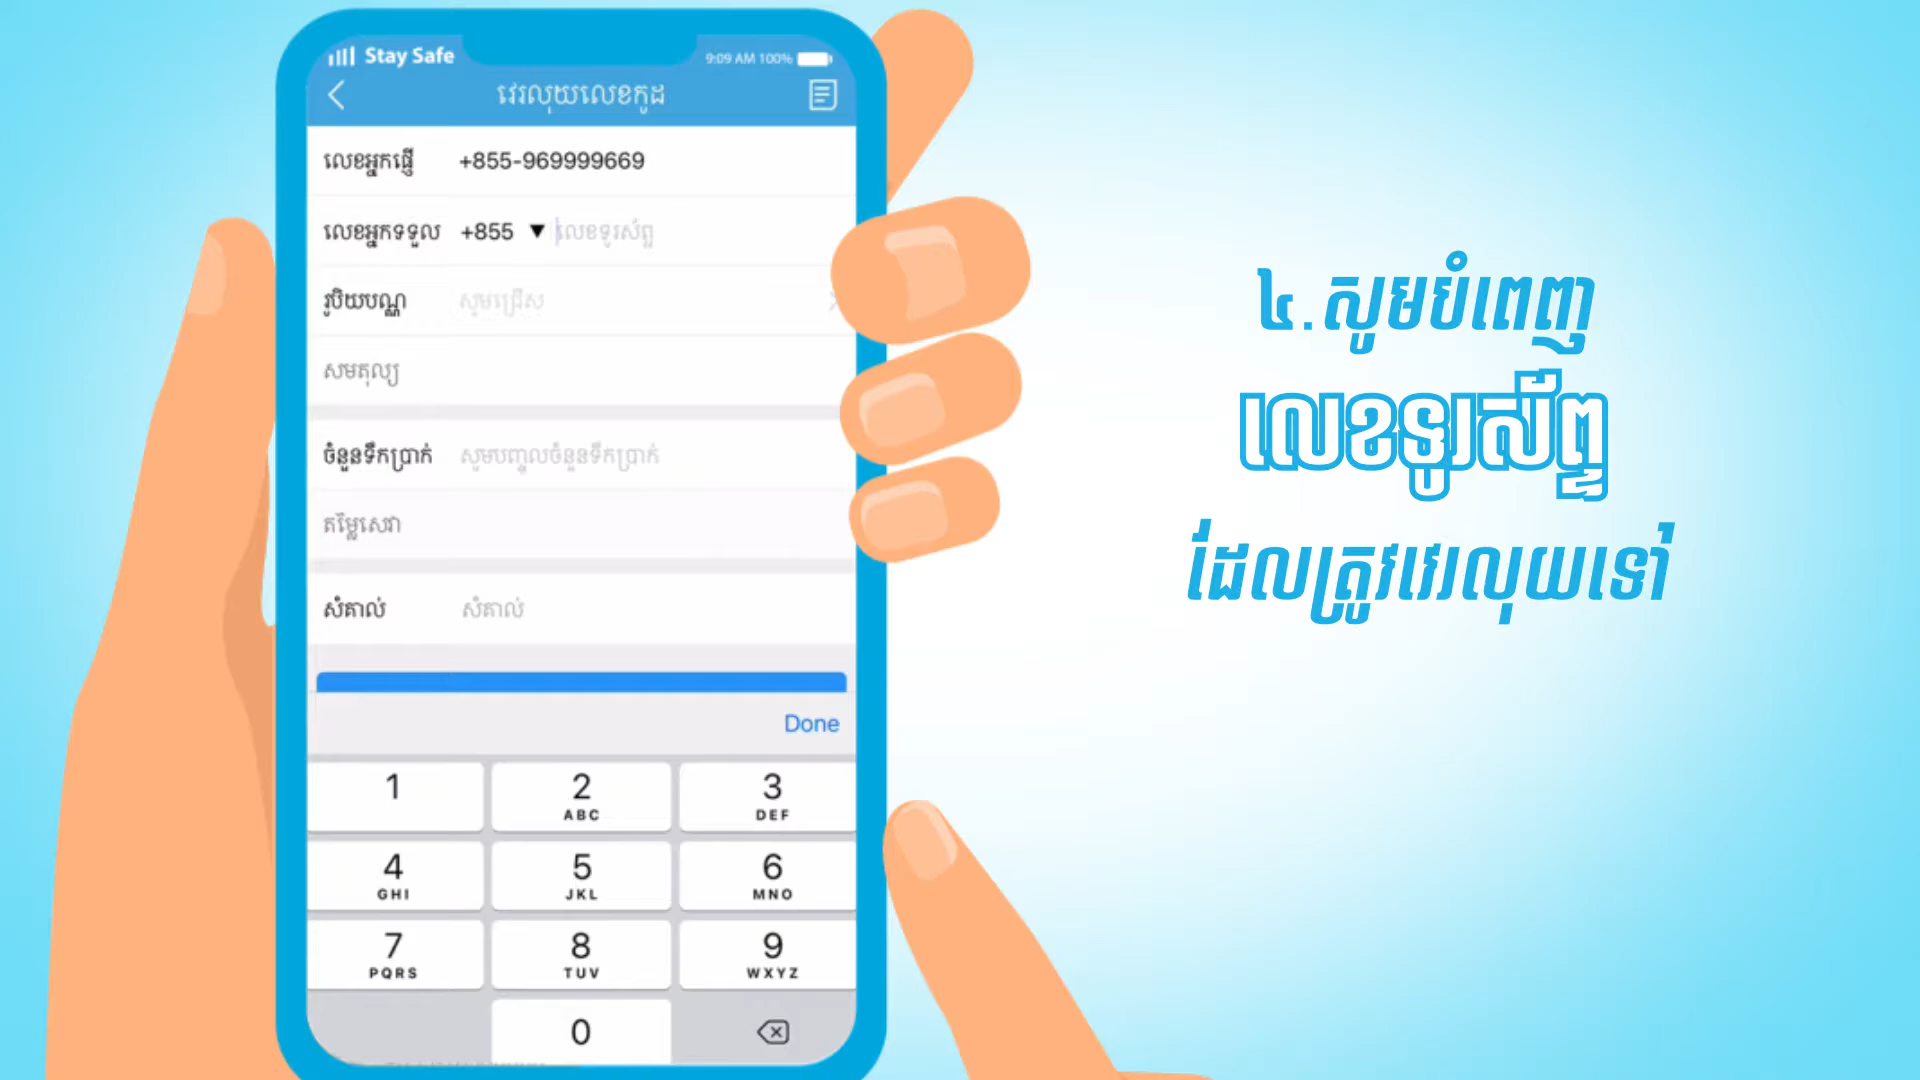 Stay Safe
9:09 AM 100%
វេរលុយលេខកូដ
លេខអ្នកផ្ញើ +855-969999669
លេខអ្នកទទួល +855 ▼ លេខទូរស័ព្ទ
រូបិយបណ្ណ សូមជ្រើស
សមតុល្យ
ចំនួនទឹកប្រាក់ សូមបញ្ចូលចំនួនទឹកប្រាក់
តម្លៃសេវា
សំគាល់ សំគាល់
Done
1
2 ABC
3 DEF
4 GHI
5 JKL
6 MNO
7 PQRS
8 TUV
9 WXYZ
0
៤.សូមបំពេញ
លេខទូរស័ព្ទ
ដែលត្រូវវេរលុយទៅ